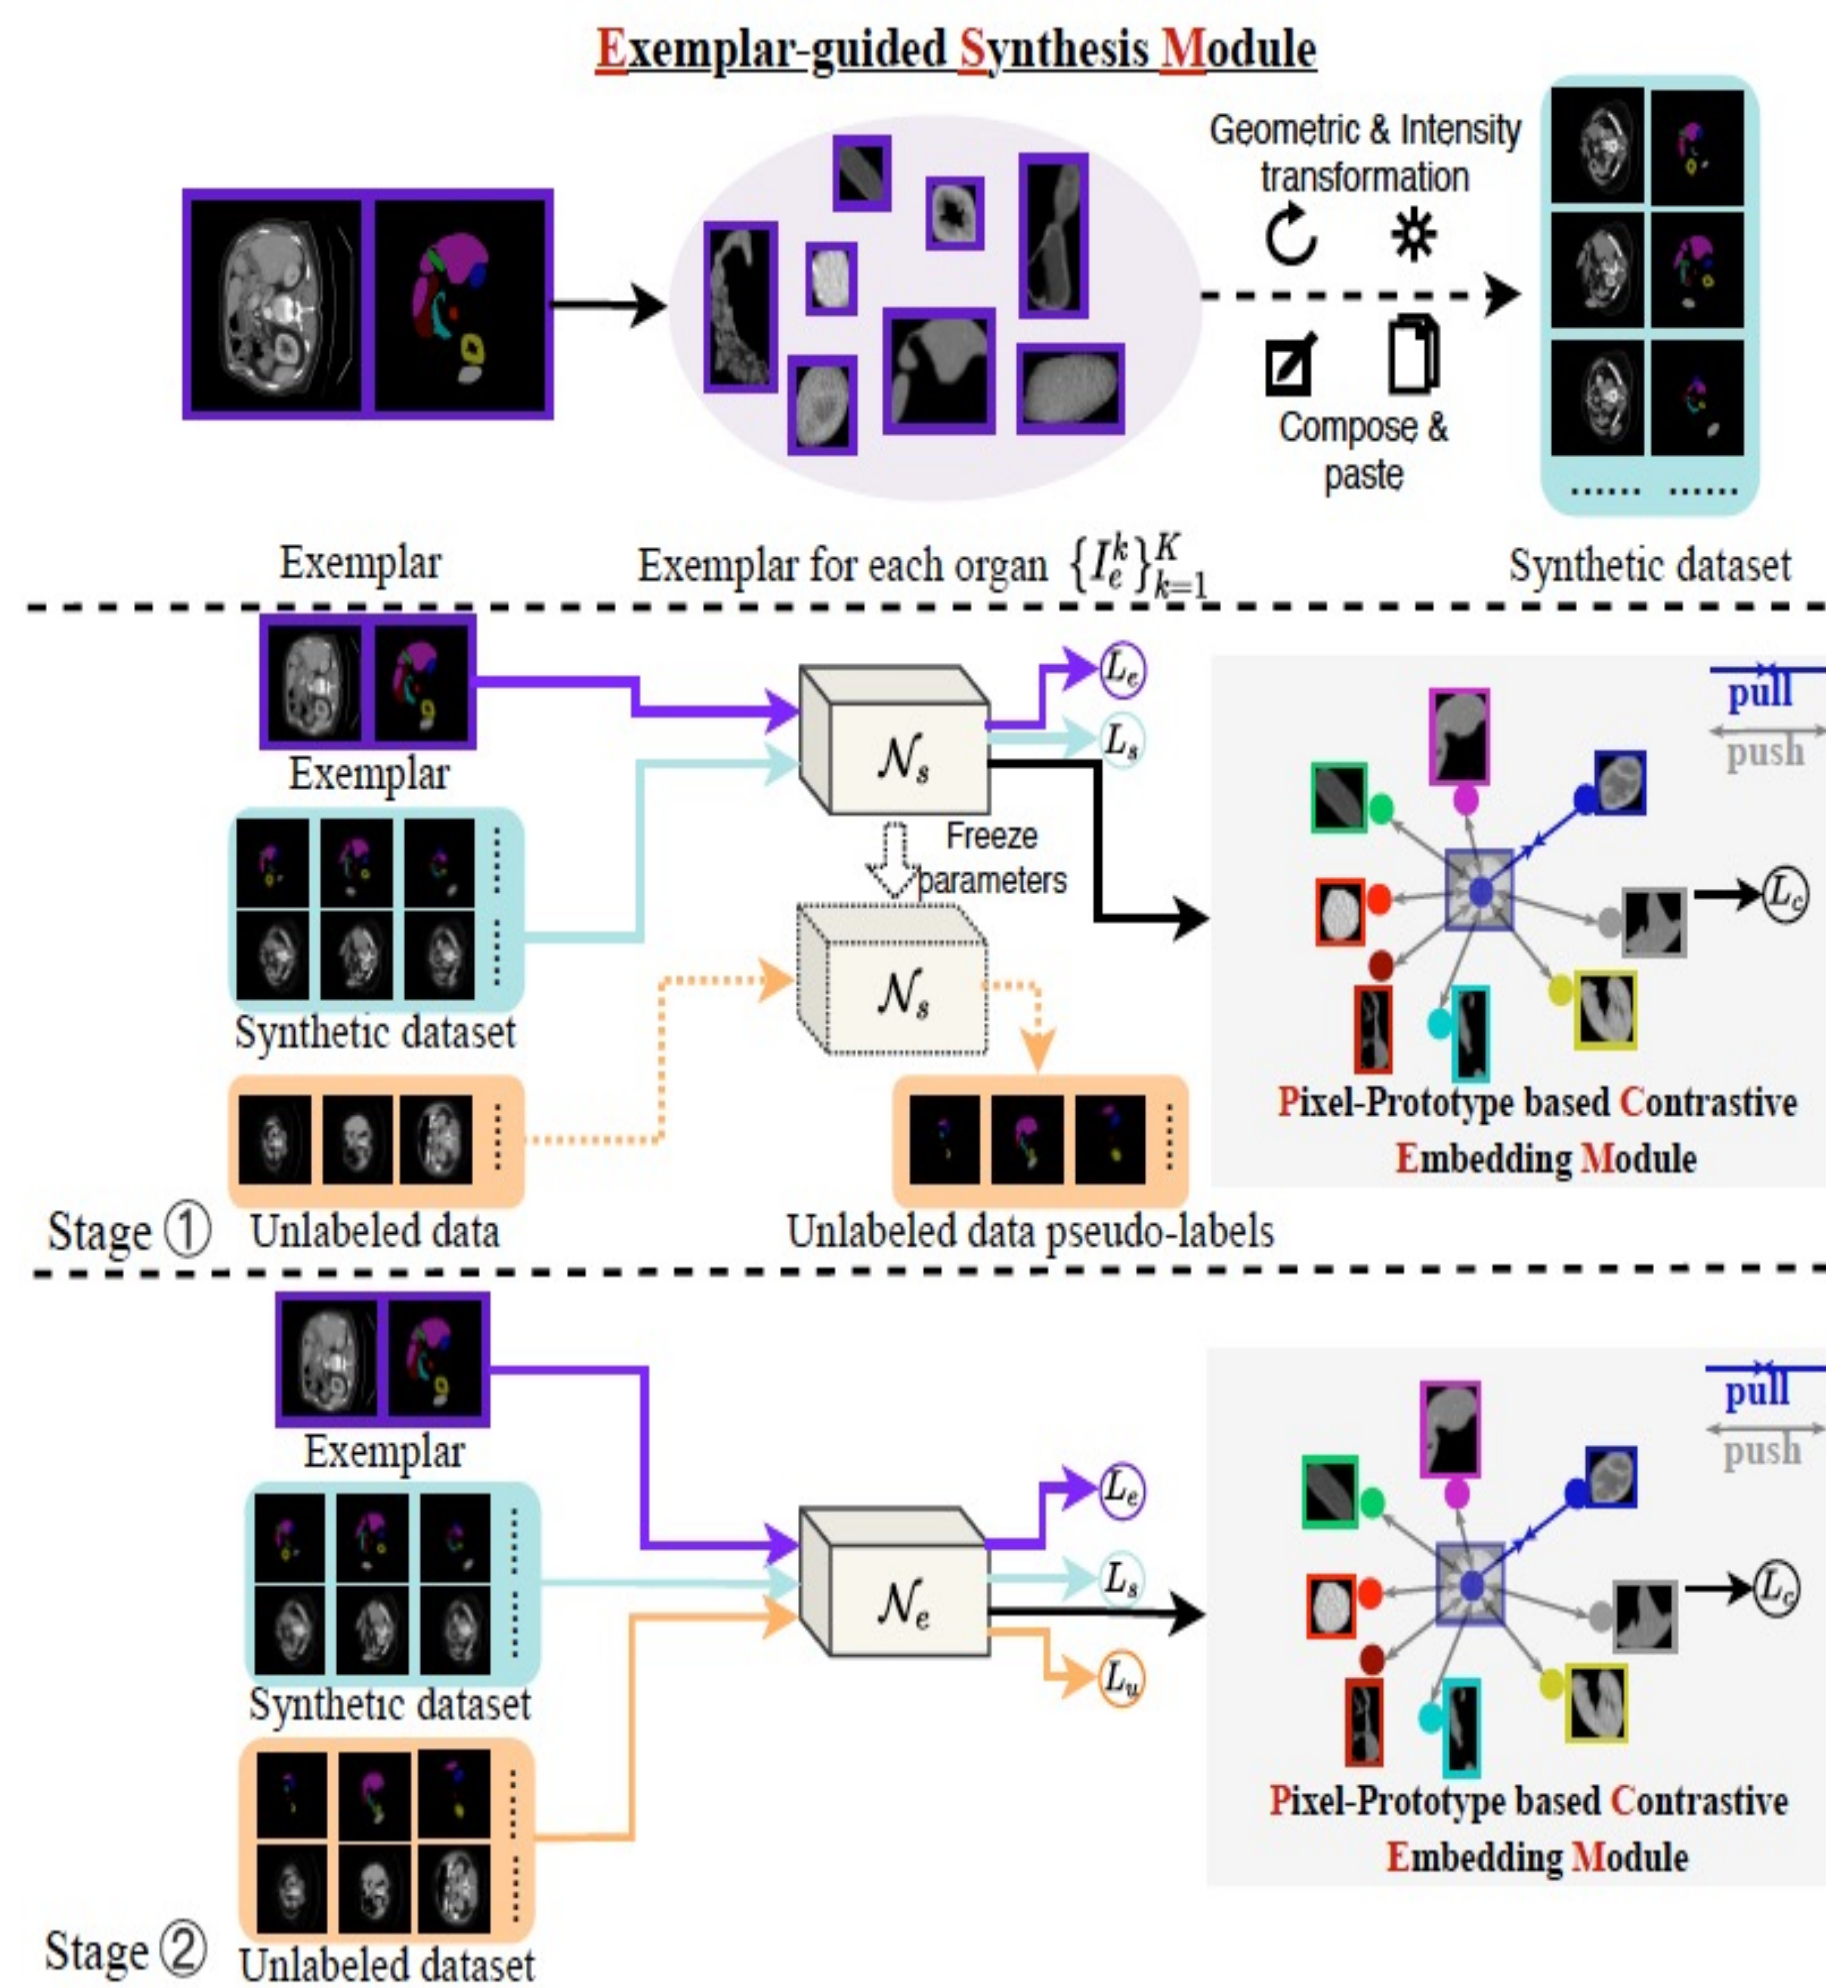 Exemplar-guided Synthesis Module
Geometric & Intensity
transformation
Compose &
paste
Exemplar
Exemplar for each organ {I_e^k}_{k=1}^K
Synthetic dataset
L_e
L_s
N_s
Exemplar
Freeze
parameters
N_s
Synthetic dataset
pull
push
L_c
Pixel-Prototype based Contrastive
Embedding Module
Stage ①
Unlabeled data
Unlabeled data pseudo-labels
Exemplar
L_e
L_s
N_e
L_u
Synthetic dataset
pull
push
L_c
Pixel-Prototype based Contrastive
Embedding Module
Stage ②
Unlabeled dataset